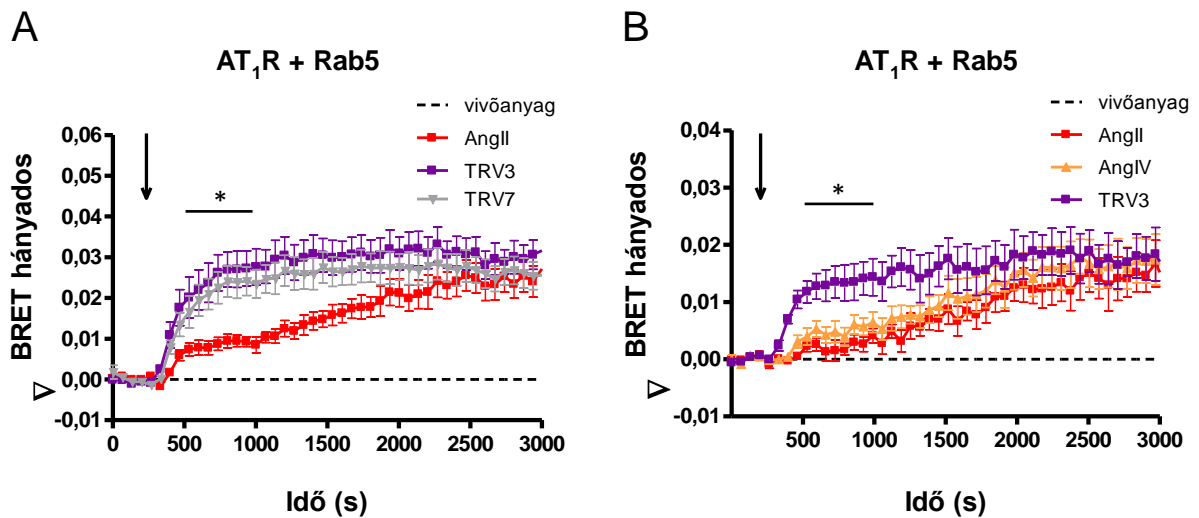 A
AT₁R + Rab5
vivõanyag
AngII
TRV3
TRV7
0,06
0,05
0,04
0,03
0,02
0,01
0,00
-0,01
∇ BRET hányados
*
0 500 1000 1500 2000 2500 3000
Idő (s)
B
AT₁R + Rab5
vivőanyag
AngII
AngIV
TRV3
0,04
0,03
0,02
0,01
0,00
-0,01
∇ BRET hányados
*
500 1000 1500 2000 2500 3000
Idő (s)